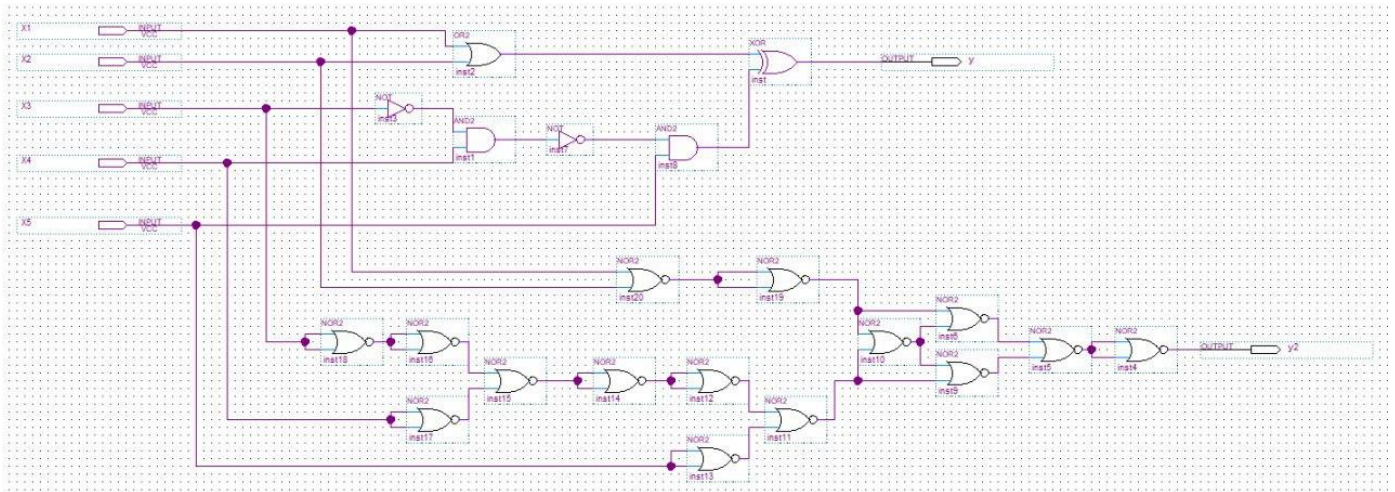 X1 INPUT VCC
OR2
inst2
XOR
inst
OUTPUT y
X2 INPUT VCC
X3 INPUT VCC
NOT
inst3
AND2
inst1
NOT
inst7
AND2
inst8
X4 INPUT VCC
X5 INPUT VCC
NOR2
inst20
NOR2
inst19
NOR2
inst6
NOR2
inst18
NOR2
inst16
NOR2
inst10
NOR2
inst5
NOR2
inst4
OUTPUT y2
NOR2
inst15
NOR2
inst14
NOR2
inst12
NOR2
inst9
NOR2
inst17
NOR2
inst11
NOR2
inst13